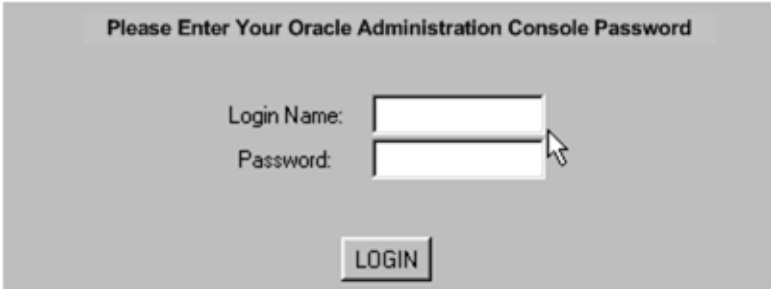 Please Enter Your Oracle Administration Console Password
Login Name:
Password:
LOGIN